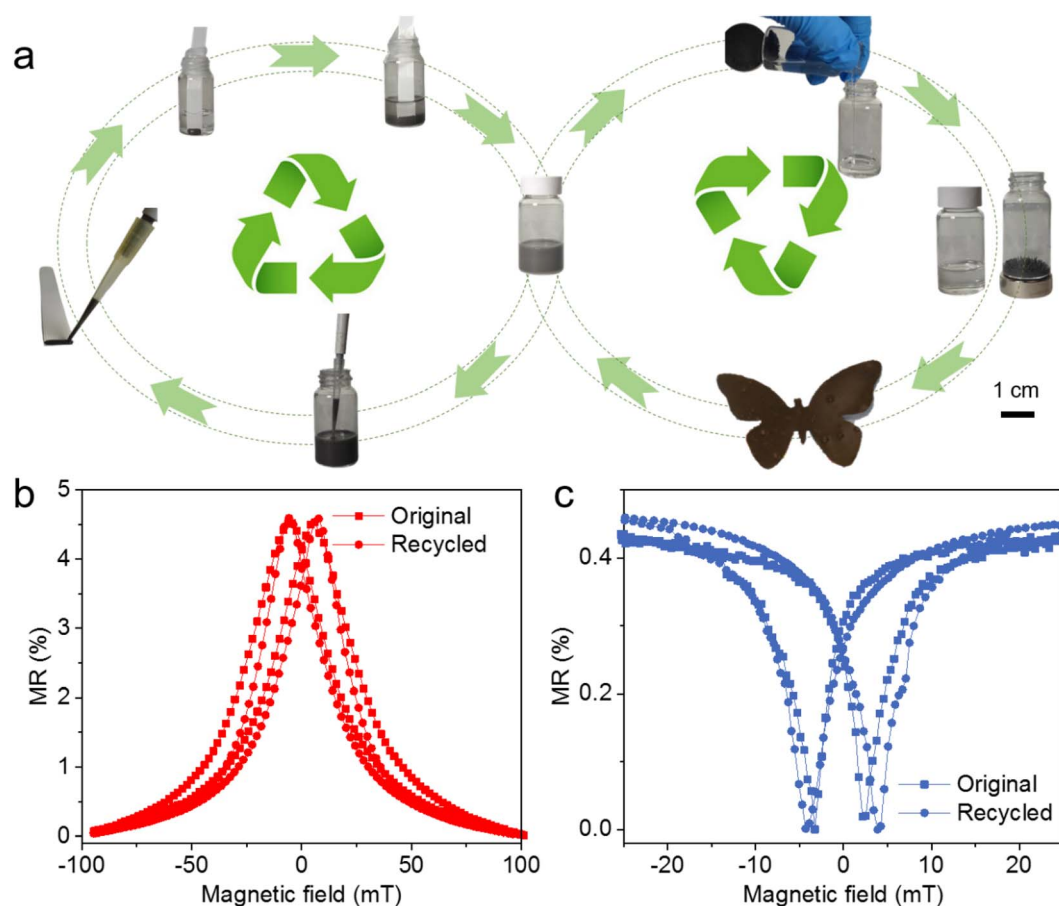 a
1 cm
b
MR (%)
5
4
3
2
1
0
Original
Recycled
-100
-50
0
50
100
Magnetic field (mT)
c
MR (%)
0.4
0.2
0.0
Original
Recycled
-20
-10
0
10
20
Magnetic field (mT)